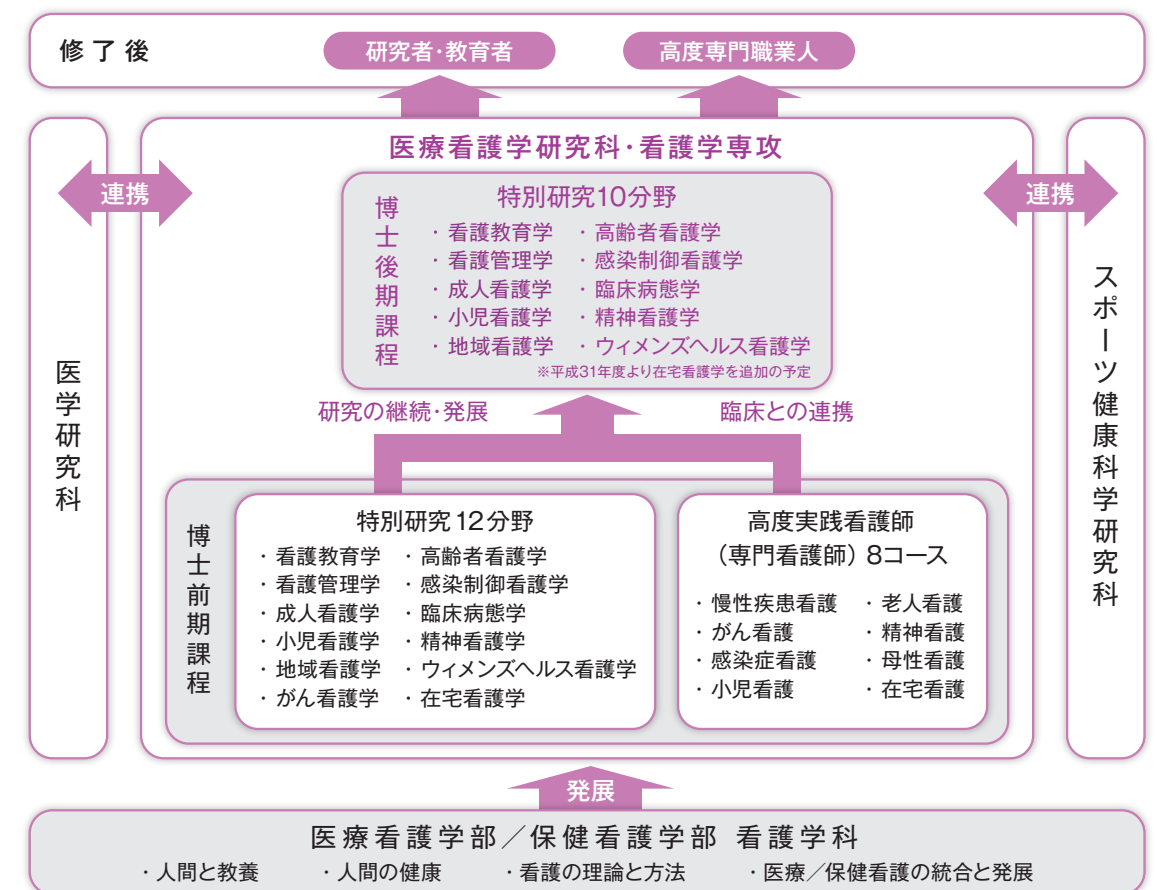 修了後
研究者・教育者
高度専門職業人
医療看護学研究科・看護学専攻
連携
連携
医学研究科
スポーツ健康科学研究科
博士後期課程
特別研究10分野
・看護教育学 ・高齢者看護学
・看護管理学 ・感染制御看護学
・成人看護学 ・臨床病態学
・小児看護学 ・精神看護学
・地域看護学 ・ウィメンズヘルス看護学
※平成31年度より在宅看護学を追加の予定
研究の継続・発展
臨床との連携
博士前期課程
特別研究12分野
・看護教育学 ・高齢者看護学
・看護管理学 ・感染制御看護学
・成人看護学 ・臨床病態学
・小児看護学 ・精神看護学
・地域看護学 ・ウィメンズヘルス看護学
・がん看護学 ・在宅看護学
高度実践看護師
（専門看護師）8コース
・慢性疾患看護 ・老人看護
・がん看護 ・精神看護
・感染症看護 ・母性看護
・小児看護 ・在宅看護
発展
医療看護学部／保健看護学部 看護学科
・人間と教養 ・人間の健康 ・看護の理論と方法 ・医療／保健看護の統合と発展